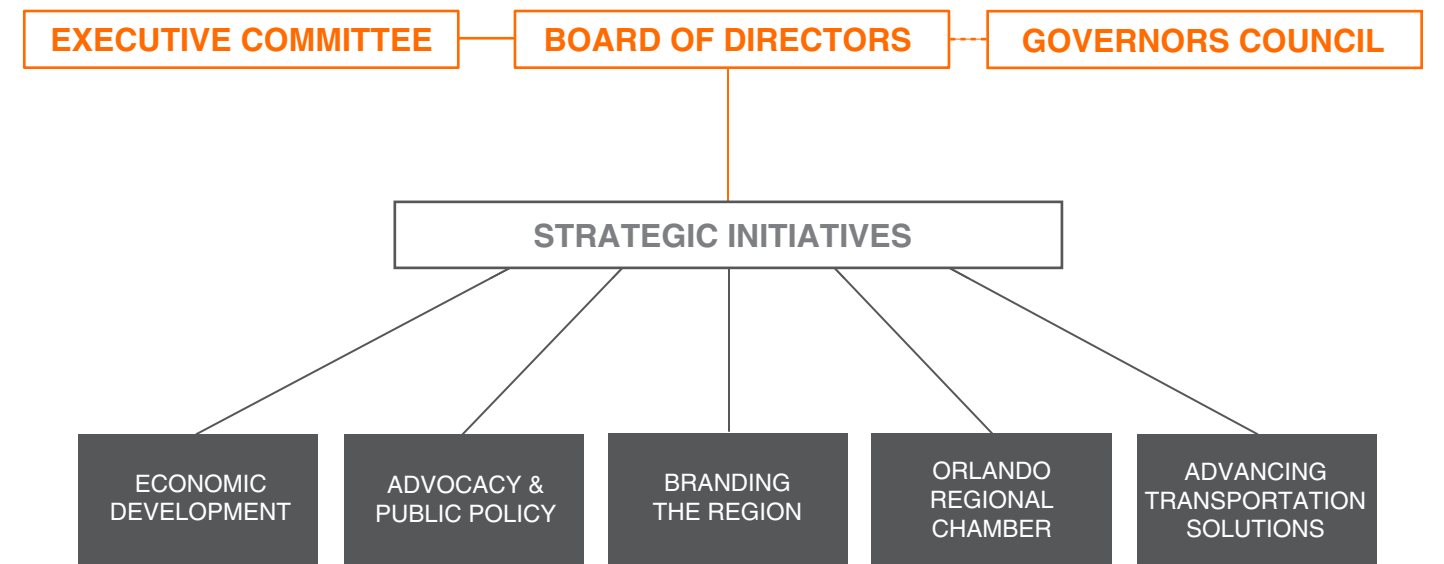 EXECUTIVE COMMITTEE
BOARD OF DIRECTORS
GOVERNORS COUNCIL
STRATEGIC INITIATIVES
ECONOMIC
DEVELOPMENT
ADVOCACY &
PUBLIC POLICY
BRANDING
THE REGION
ORLANDO
REGIONAL
CHAMBER
ADVANCING
TRANSPORTATION
SOLUTIONS